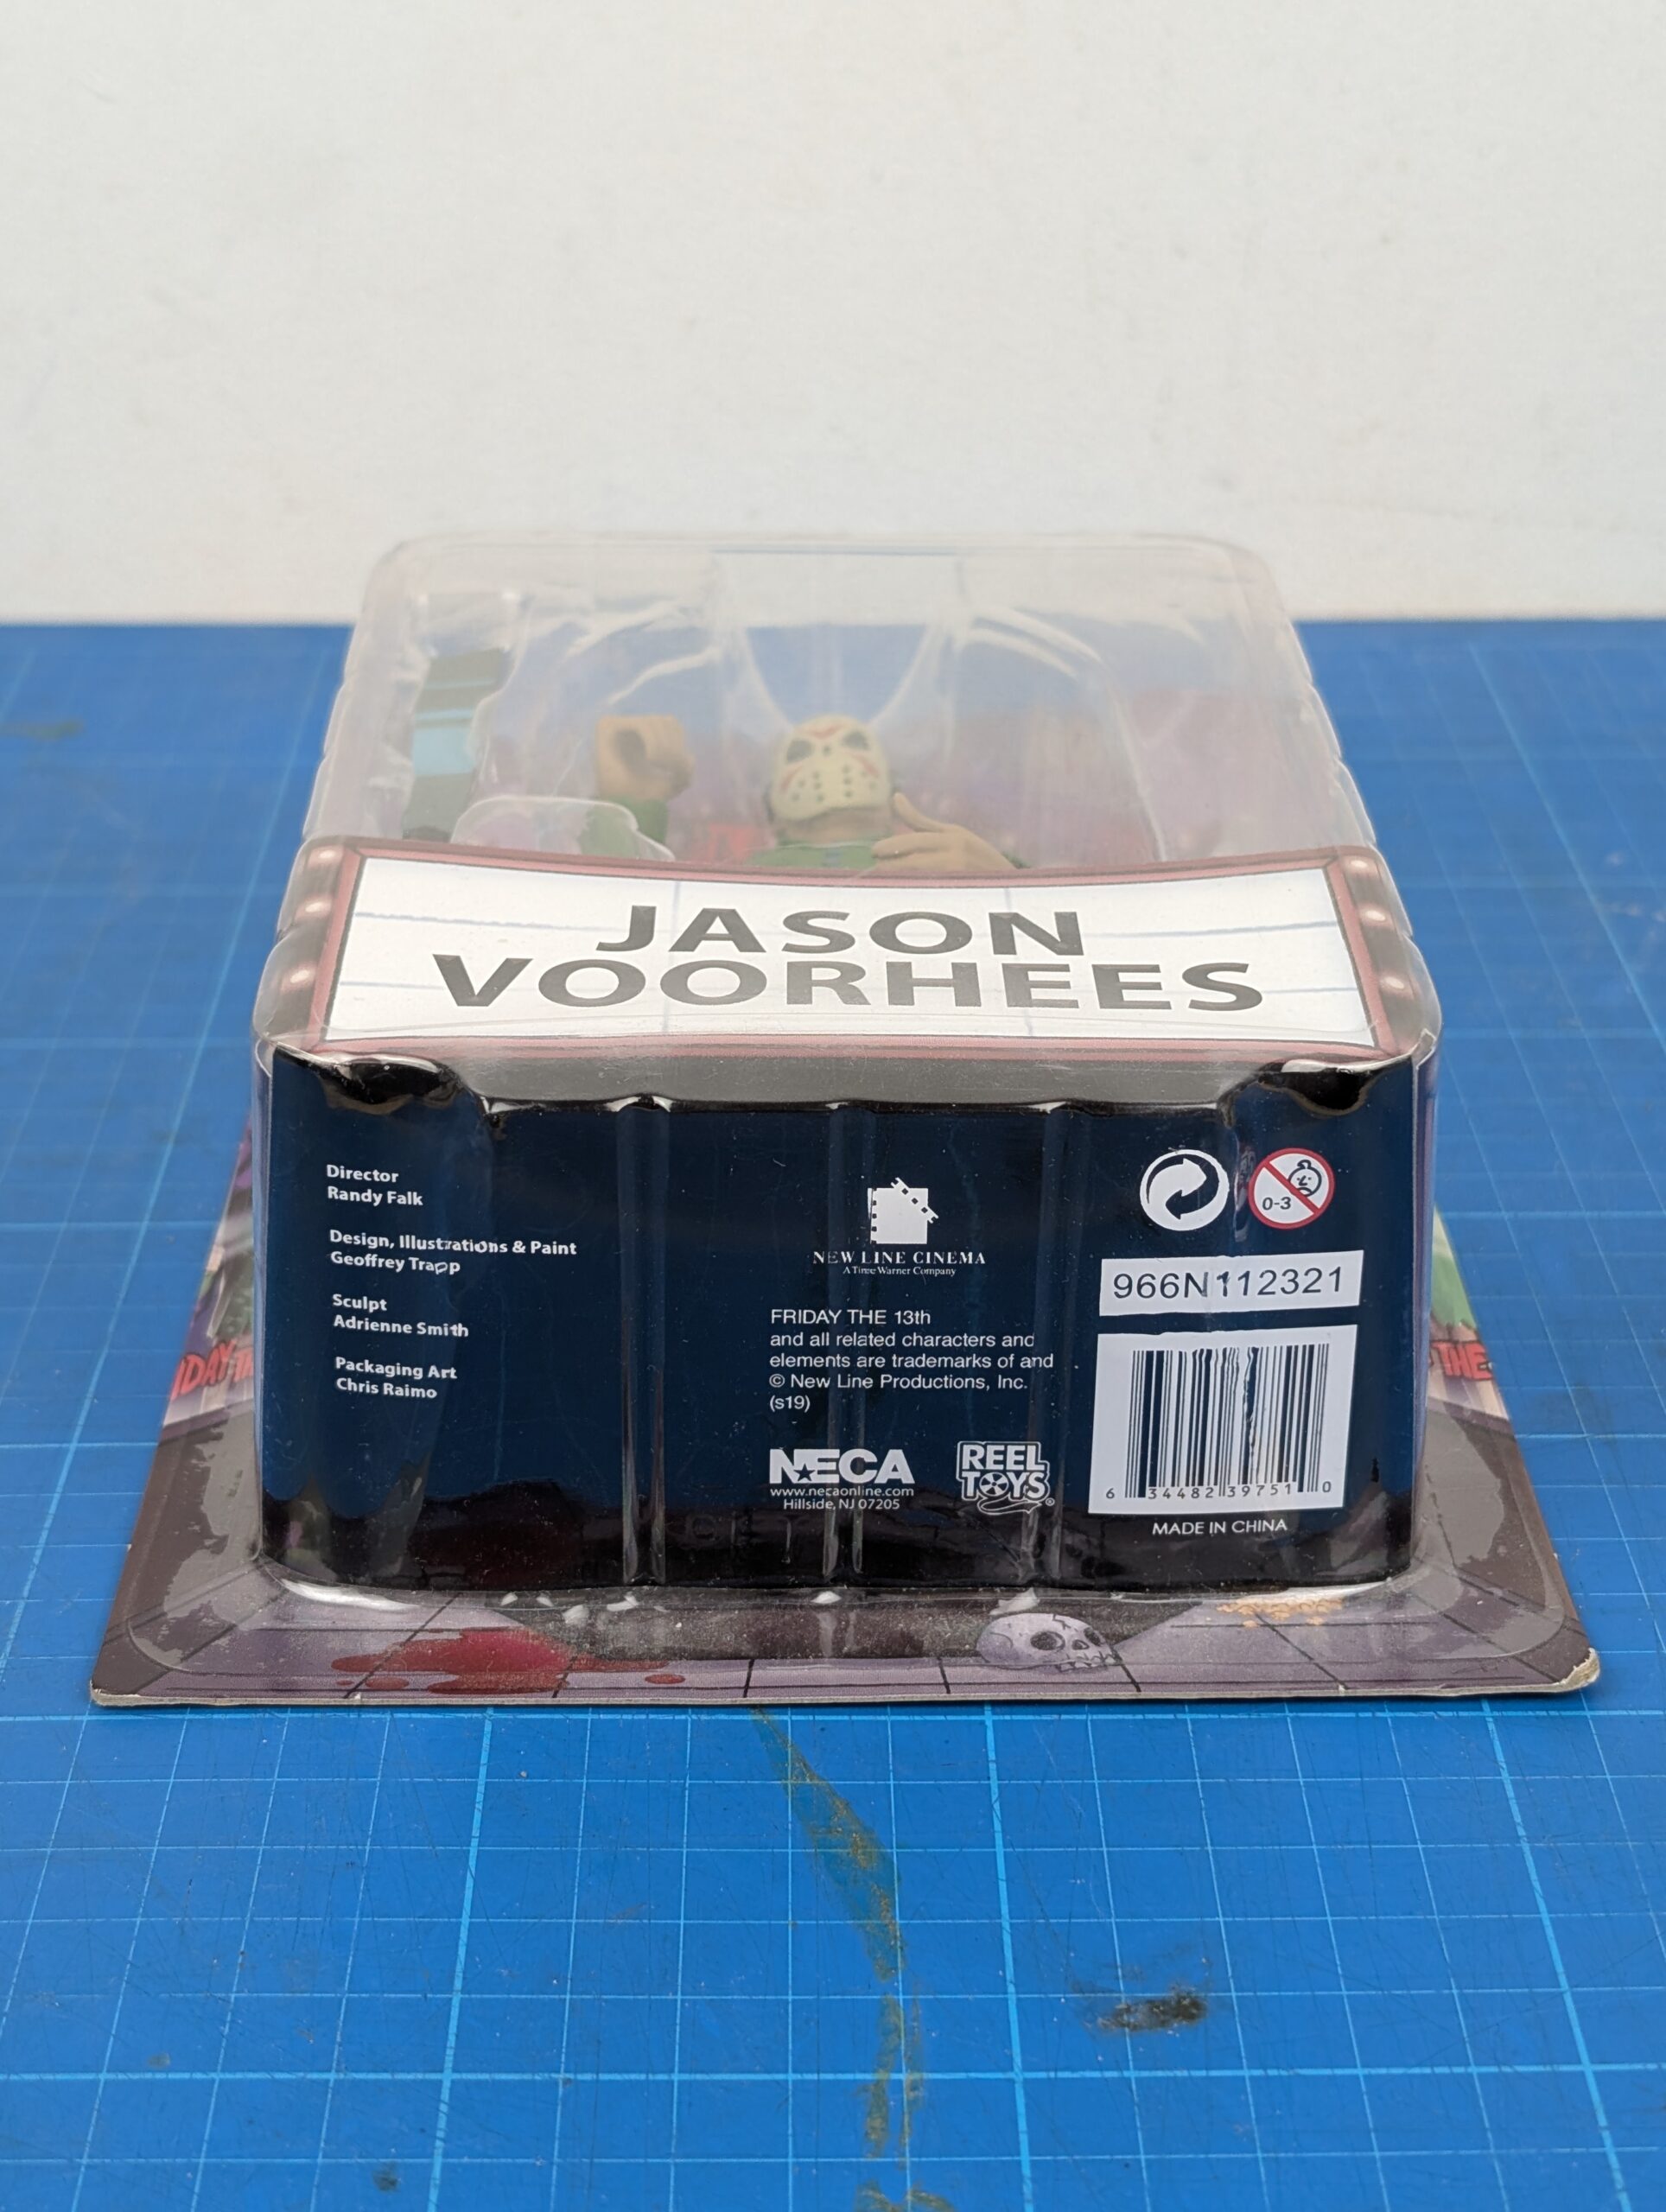 JASON
VOORHEES
Director
Randy Falk
Design, Illustrations & Paint
Geoffrey Trapp
Sculpt
Adrienne Smith
Packaging Art
Chris Raimo
NEW LINE CINEMA
A Time Warner Company
FRIDAY THE 13th
and all related characters and
elements are trademarks of and
© New Line Productions, Inc.
(s19)
NECA
www.necaonline.com
Hillside, NJ 07205
REEL
TOYS®
0-3
966N112321
6 34482 39751 0
MADE IN CHINA
IDAY
THE